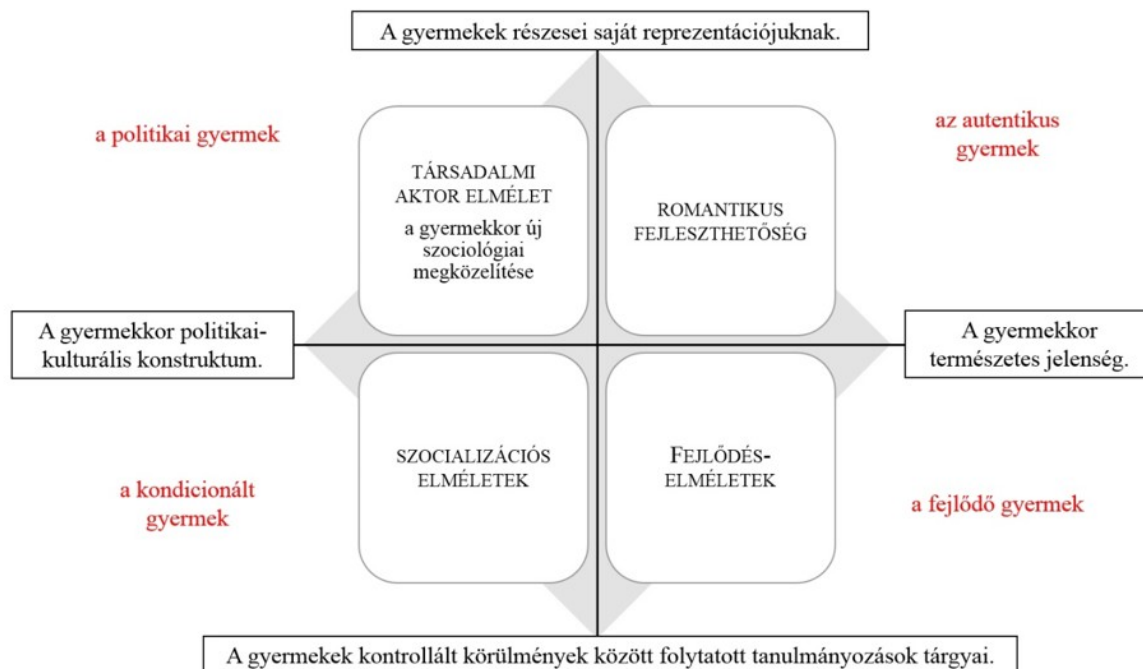 A gyermekek részesei saját reprezentációjuknak.
a politikai gyermek
az autentikus
gyermek
TÁRSADALMI
AKTOR ELMÉLET
a gyermekkor új
szociológiai
megközelítése
ROMANTIKUS
FEJLESZTHETŐSÉG
A gyermekkor politikai-
kulturális konstruktum.
A gyermekkor
természetes jelenség.
SZOCIALIZÁCIÓS
ELMÉLETEK
FEJLŐDÉS-
ELMÉLETEK
a kondicionált
gyermek
a fejlődő gyermek
A gyermekek kontrollált körülmények között folytatott tanulmányozások tárgyai.